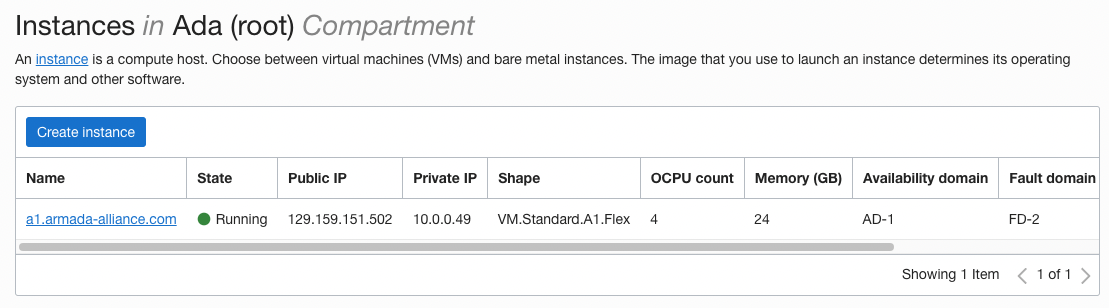 Instances in Ada (root) Compartment
An instance is a compute host. Choose between virtual machines (VMs) and bare metal instances. The image that you use to launch an instance determines its operating
system and other software.
Create instance
Name State Public IP Private IP Shape OCPU count Memory (GB) Availability domain Fault domain
a1.armada-alliance.com Running 129.159.151.502 10.0.0.49 VM.Standard.A1.Flex 4 24 AD-1 FD-2
Showing 1 Item 1 of 1